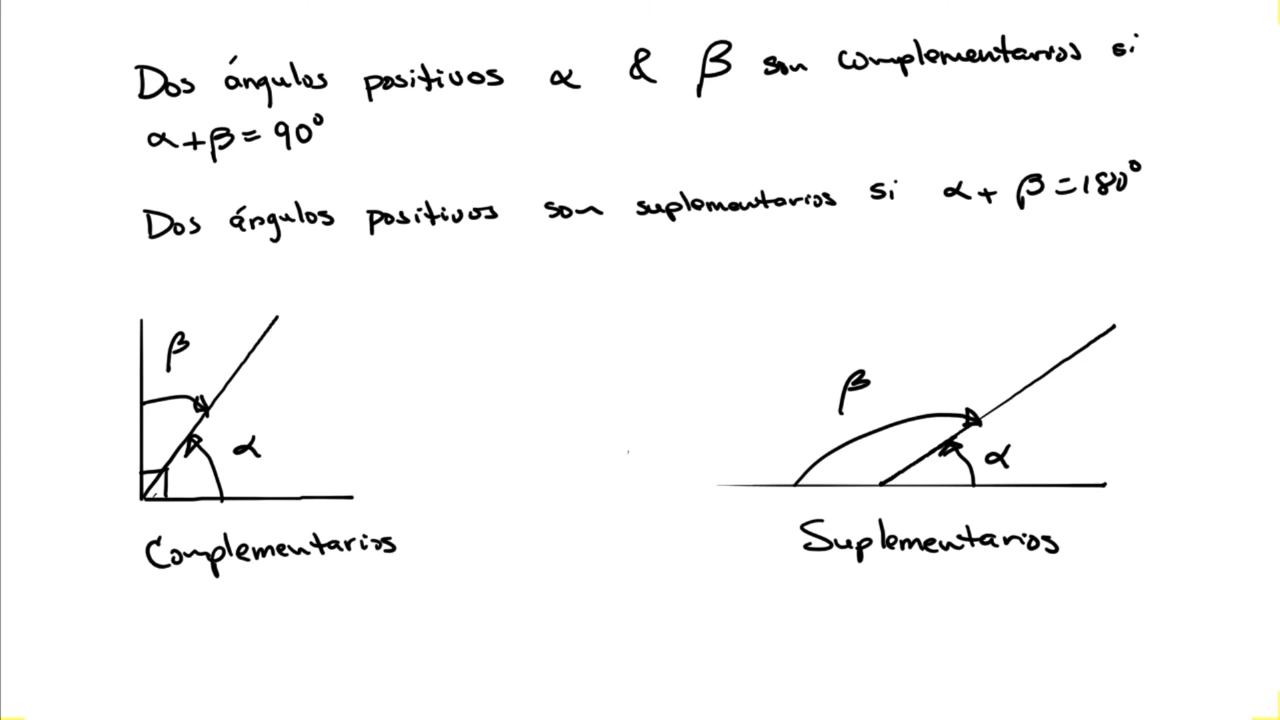 Dos ángulos positivos α & β son complementarios si
α+β=90°
Dos ángulos positivos son suplementarios si α+β=180°
β
α
β
α
Complementarios
Suplementarios